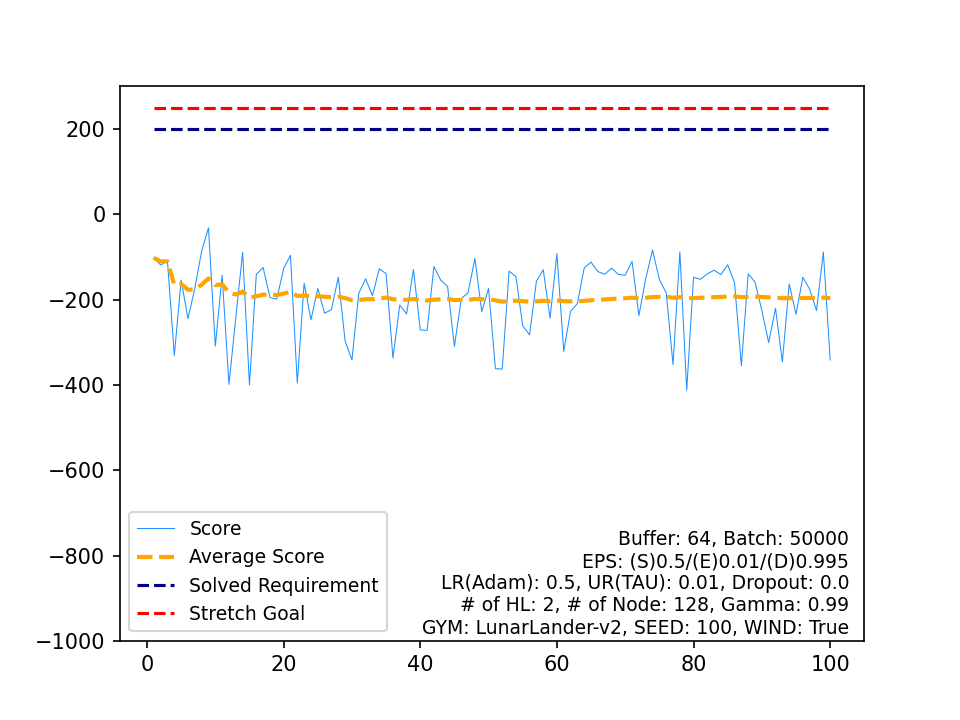 200
0
−200
−400
−600
−800
−1000
0 20 40 60 80 100
Score
Average Score
Solved Requirement
Stretch Goal
Buffer: 64, Batch: 50000
EPS: (S)0.5/(E)0.01/(D)0.995
LR(Adam): 0.5, UR(TAU): 0.01, Dropout: 0.0
# of HL: 2, # of Node: 128, Gamma: 0.99
GYM: LunarLander-v2, SEED: 100, WIND: True